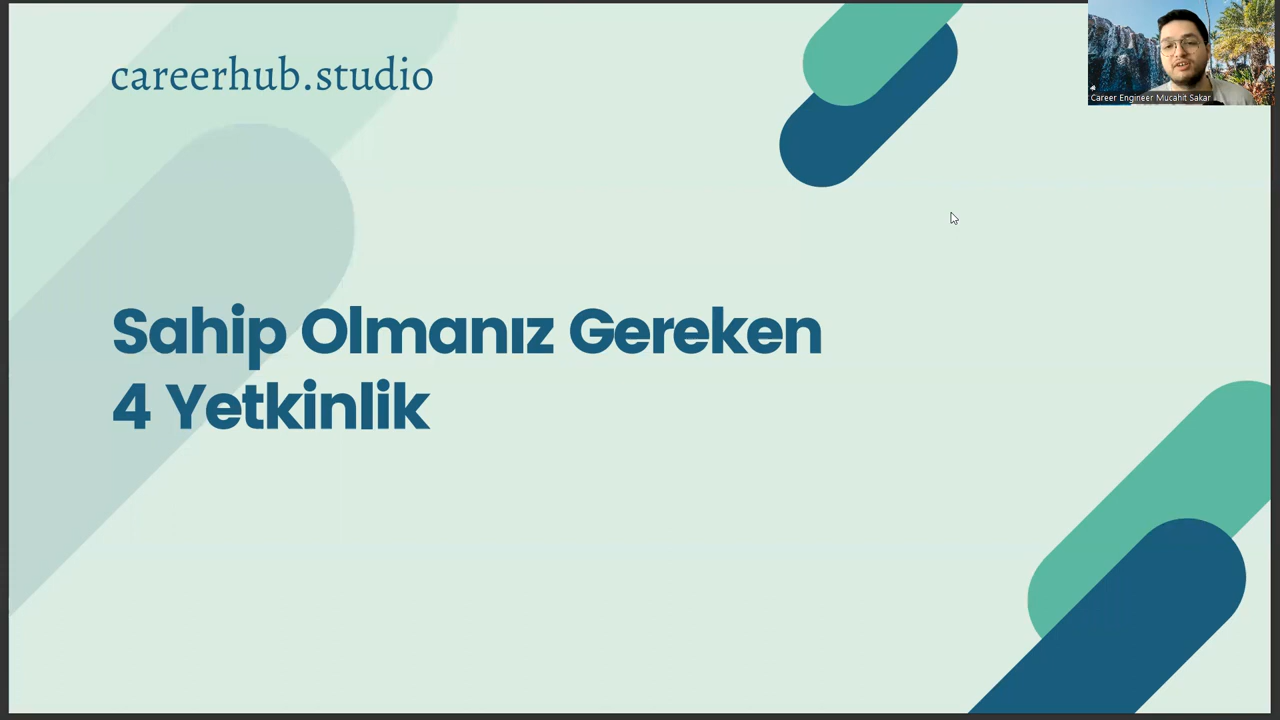 careerhub.studio
Career Engineer Mucahit Sakar
Sahip Olmanız Gereken
4 Yetkinlik